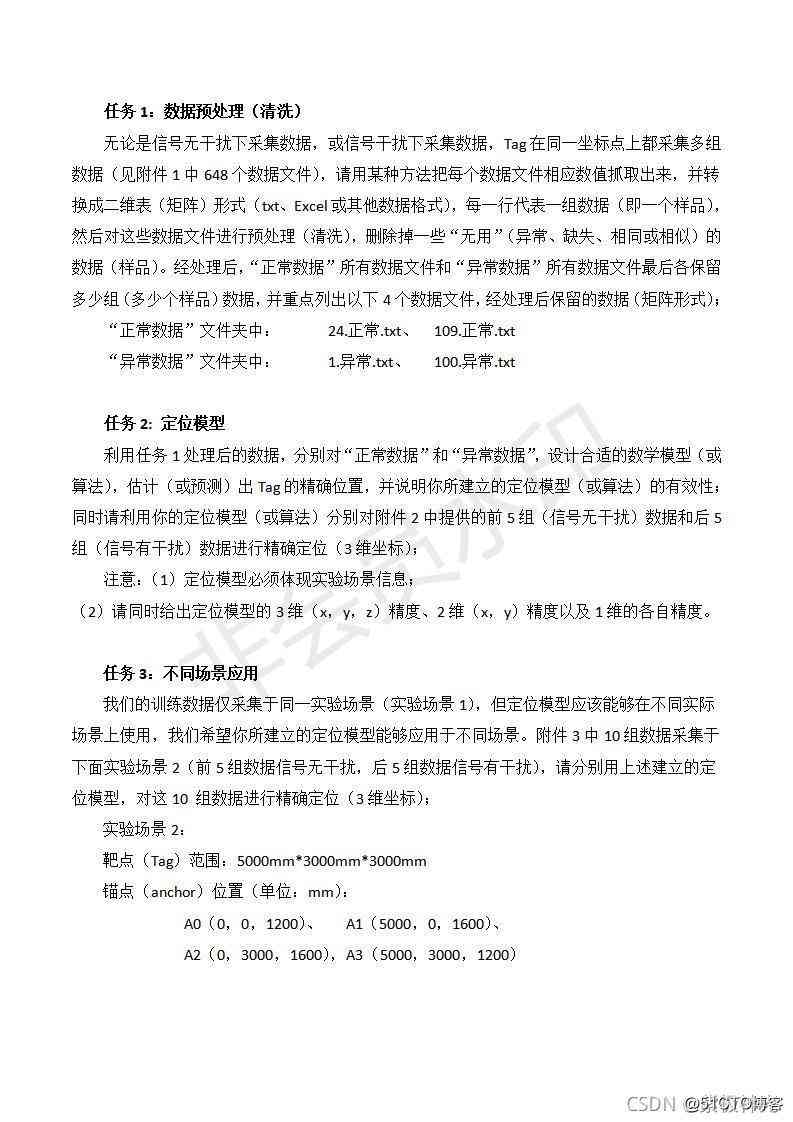 任务1：数据预处理（清洗）
无论是信号无干扰下采集数据，或信号干扰下采集数据，Tag在同一坐标点上都采集多组
数据（见附件1中648个数据文件），请用某种方法把每个数据文件相应数值抓取出来，并转
换成二维表（矩阵）形式（txt、Excel或其他数据格式），每一行代表一组数据（即一个样品），
然后对这些数据文件进行预处理（清洗），删除掉一些“无用”（异常、缺失、相同或相似）的
数据（样品）。经处理后，“正常数据”所有数据文件和“异常数据”所有数据文件最后各保留
多少组（多少个样品）数据，并重点列出以下4个数据文件，经处理后保留的数据（矩阵形式）；
“正常数据”文件夹中： 24.正常.txt、 109.正常.txt
“异常数据”文件夹中： 1.异常.txt、 100.异常.txt
任务2: 定位模型
利用任务1处理后的数据，分别对“正常数据”和“异常数据”，设计合适的数学模型（或
算法），估计（或预测）出Tag的精确位置，并说明你所建立的定位模型（或算法）的有效性；
同时请利用你的定位模型（或算法）分别对附件2中提供的前5组（信号无干扰）数据和后5
组（信号有干扰）数据进行精确定位（3维坐标）；
注意：（1）定位模型必须体现实验场景信息；
（2）请同时给出定位模型的3维（x，y，z）精度、2维（x，y）精度以及1维的各自精度。
任务3：不同场景应用
我们的训练数据仅采集于同一实验场景（实验场景1），但定位模型应该能够在不同实际
场景上使用，我们希望你所建立的定位模型能够应用于不同场景。附件3中10组数据采集于
下面实验场景2（前5组数据信号无干扰，后5组数据信号有干扰），请分别用上述建立的定
位模型，对这10 组数据进行精确定位（3维坐标）；
实验场景2：
靶点（Tag）范围：5000mm*3000mm*3000mm
锚点（anchor）位置（单位：mm）：
A0（0，0，1200）、 A1（5000，0，1600）、
A2（0，3000，1600），A3（5000，3000，1200）
非会员水印
CSDN @51CTO博客